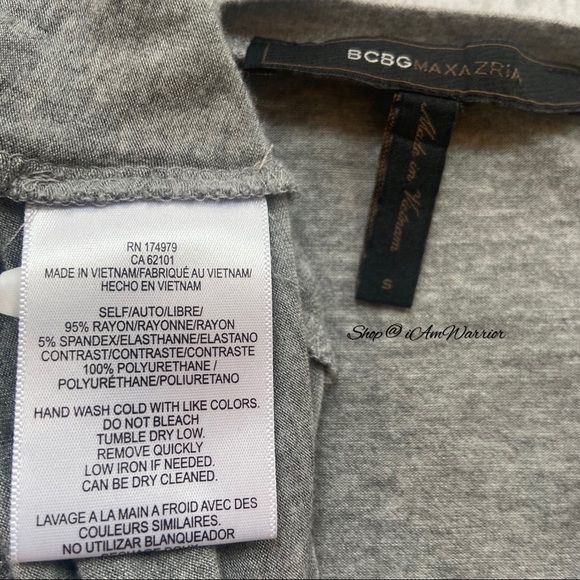 BCBGMAXAZRIA
Made in Vietnam
S
Shop @ iAmWarrior
RN 174979
CA 62101
MADE IN VIETNAM/FABRIQUÉ AU VIETNAM/
HECHO EN VIETNAM
SELF/AUTO/LIBRE/
95% RAYON/RAYONNE/RAYON
5% SPANDEX/ELASTHANNE/ELASTANO
CONTRAST/CONTRASTE/CONTRASTE
100% POLYURETHANE /
POLYURÉTHANE/POLIURETANO
HAND WASH COLD WITH LIKE COLORS.
DO NOT BLEACH
TUMBLE DRY LOW.
REMOVE QUICKLY
LOW IRON IF NEEDED.
CAN BE DRY CLEANED.
LAVAGE A LA MAIN A FROID AVEC DES
COULEURS SIMILAIRES.
NO UTILIZAN BLANQUEADOR